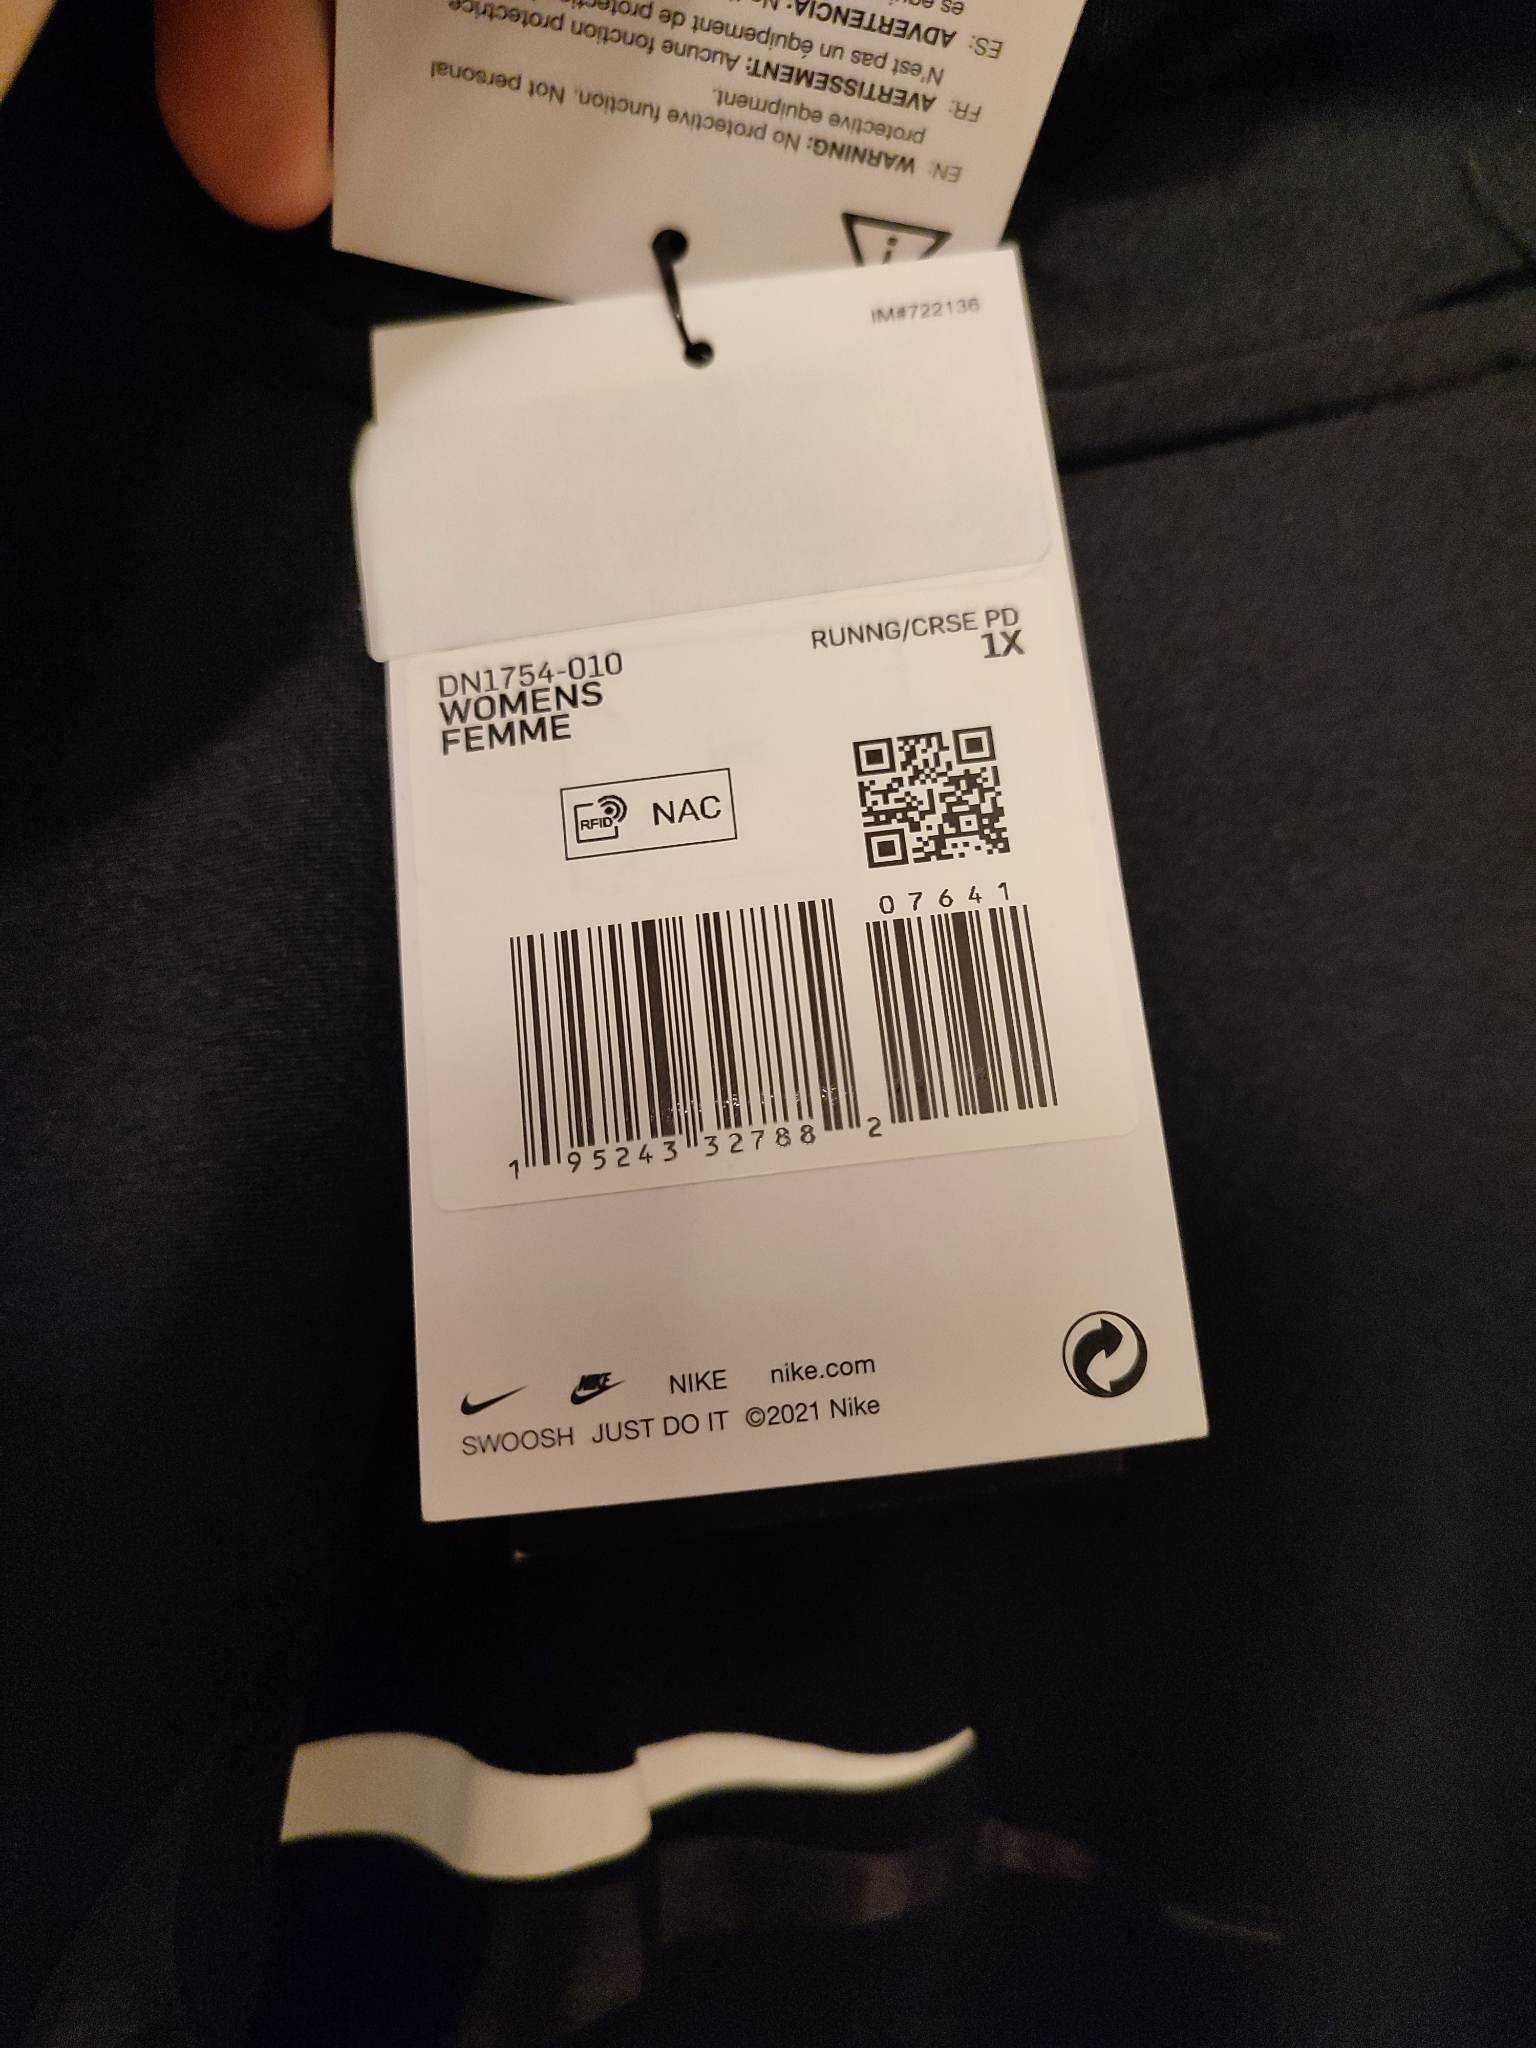 EN: WARNING: No protective function. Not personal
protective equipment.
FR: AVERTISSEMENT: Aucune fonction protectrice
N'est pas un équipement de
ES: ADVERTENCIA:
IM#722136
RUNNG/CRSE PD
1X
DN1754-010
WOMENS
FEMME
RFID NAC
07641
1 95243 32788 2
NIKE NIKE nike.com
SWOOSH JUST DO IT ©2021 Nike